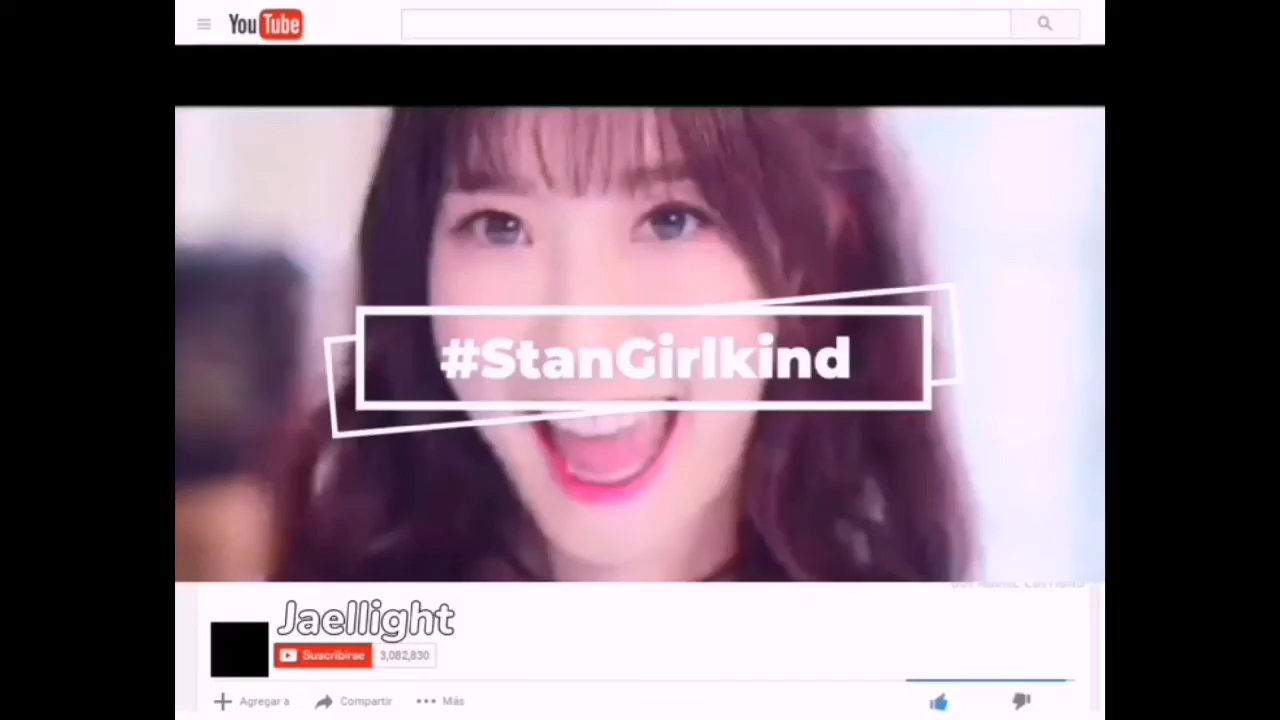 YouTube
#StanGirlkind
Jaellight
Suscribirse 3,082,830
Agregar a Compartir Más